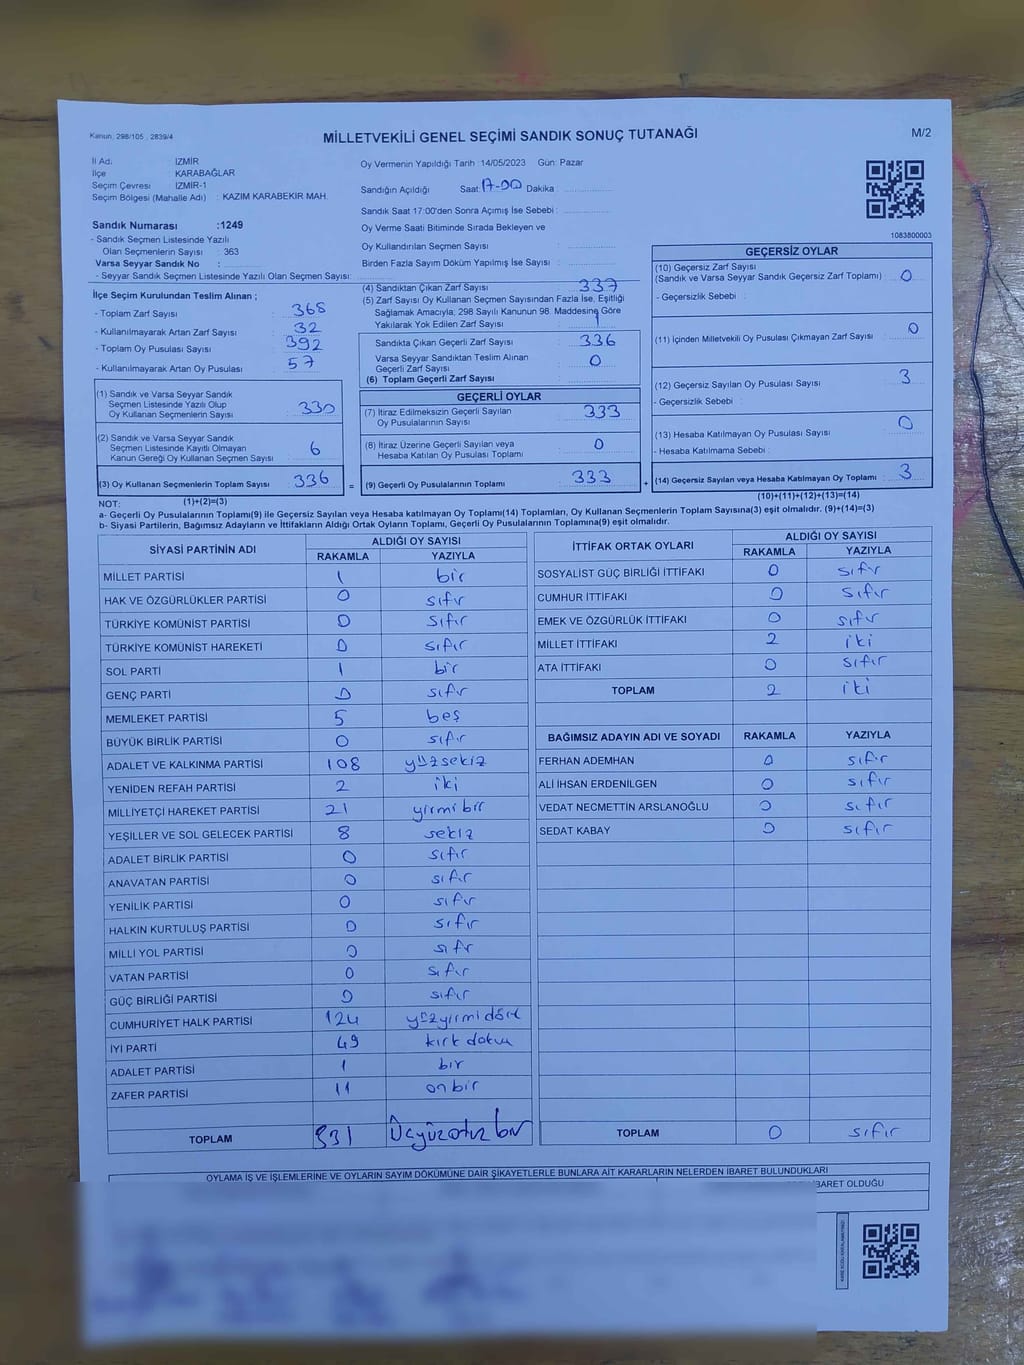 Kanun: 298/105 , 2839/4
MİLLETVEKİLİ GENEL SEÇİMİ SANDIK SONUÇ TUTANAĞI
M/2
İl Adı : İZMİR
İlçe : KARABAĞLAR
Seçim Çevresi : İZMİR-1
Seçim Bölgesi (Mahalle Adı) : KAZIM KARABEKİR MAH.
Oy Vermenin Yapıldığı Tarih :14/05/2023 Gün: Pazar
Sandığın Açıldığı Saat: 17-00 Dakika :
Sandık Saat 17:00'den Sonra Açımış İse Sebebi :
Oy Verme Saati Bitiminde Sırada Bekleyen ve
Oy Kullandırılan Seçmen Sayısı :
Birden Fazla Sayım Döküm Yapılmış İse Sayısı :
1083800003
Sandık Numarası :1249
- Sandık Seçmen Listesinde Yazılı
Olan Seçmenlerin Sayısı : 363
Varsa Seyyar Sandık No :
- Seyyar Sandık Seçmen Listesinde Yazılı Olan Seçmen Sayısı:
İlçe Seçim Kurulundan Teslim Alınan ;
- Toplam Zarf Sayısı : 368
- Kullanılmayarak Artan Zarf Sayısı : 32
- Toplam Oy Pusulası Sayısı : 392
- Kullanılmayarak Artan Oy Pusulası : 57
(1) Sandık ve Varsa Seyyar Sandık
Seçmen Listesinde Yazılı Olup
Oy Kullanan Seçmenlerin Sayısı : 330
(2) Sandık ve Varsa Seyyar Sandık
Seçmen Listesinde Kayıtlı Olmayan
Kanun Gereği Oy Kullanan Seçmen Sayısı : 6
(3) Oy Kullanan Seçmenlerin Toplam Sayısı : 336
(4) Sandıktan Çıkan Zarf Sayısı : 337
(5) Zarf Sayısı Oy Kullanan Seçmen Sayısından Fazla İse, Eşitliği
Sağlamak Amacıyla; 298 Sayılı Kanunun 98. Maddesine Göre
Yakılarak Yok Edilen Zarf Sayısı : 1
Sandıkta Çıkan Geçerli Zarf Sayısı : 336
Varsa Seyyar Sandıktan Teslim Alınan
Geçerli Zarf Sayısı : 0
(6) Toplam Geçerli Zarf Sayısı :
GEÇERLİ OYLAR
(7) İtiraz Edilmeksizin Geçerli Sayılan
Oy Pusulalarının Sayısı : 333
(8) İtiraz Üzerine Geçerli Sayılan veya
Hesaba Katılan Oy Pusulası Toplamı : 0
= (9) Geçerli Oy Pusulalarının Toplamı : 333
GEÇERSİZ OYLAR
(10) Geçersiz Zarf Sayısı
(Sandık ve Varsa Seyyar Sandık Geçersiz Zarf Toplamı) : 0
- Geçersizlik Sebebi :
(11) İçinden Milletvekili Oy Pusulası Çıkmayan Zarf Sayısı : 0
(12) Geçersiz Sayılan Oy Pusulası Sayısı : 3
- Geçersizlik Sebebi :
(13) Hesaba Katılmayan Oy Pusulası Sayısı : 0
- Hesaba Katılmama Sebebi :
+ (14) Geçersiz Sayılan veya Hesaba Katılmayan Oy Toplamı : 3
NOT: (1)+(2)=(3)
(10)+(11)+(12)+(13)=(14)
a- Geçerli Oy Pusulalarının Toplamı(9) ile Geçersiz Sayılan veya Hesaba katılmayan Oy Toplamı(14) Toplamları, Oy Kullanan Seçmenlerin Toplam Sayısına(3) eşit olmalıdır. (9)+(14)=(3)
b- Siyasi Partilerin, Bağımsız Adayların ve İttifakların Aldığı Ortak Oyların Toplamı, Geçerli Oy Pusulalarının Toplamına(9) eşit olmalıdır.
SİYASİ PARTİNİN ADI ALDIĞI OY SAYISI
RAKAMLA YAZIYLA
MİLLET PARTİSİ 1 bir
HAK VE ÖZGÜRLÜKLER PARTİSİ 0 sıfır
TÜRKİYE KOMÜNİST PARTİSİ 0 sıfır
TÜRKİYE KOMÜNİST HAREKETİ 0 sıfır
SOL PARTİ 1 bir
GENÇ PARTİ 0 sıfır
MEMLEKET PARTİSİ 5 beş
BÜYÜK BİRLİK PARTİSİ 0 sıfır
ADALET VE KALKINMA PARTİSİ 108 yüzsekiz
YENİDEN REFAH PARTİSİ 2 iki
MİLLİYETÇİ HAREKET PARTİSİ 21 yirmibir
YEŞİLLER VE SOL GELECEK PARTİSİ 8 sekiz
ADALET BİRLİK PARTİSİ 0 sıfır
ANAVATAN PARTİSİ 0 sıfır
YENİLİK PARTİSİ 0 sıfır
HALKIN KURTULUŞ PARTİSİ 0 sıfır
MİLLİ YOL PARTİSİ 0 sıfır
VATAN PARTİSİ 0 sıfır
GÜÇ BİRLİĞİ PARTİSİ 0 sıfır
CUMHURİYET HALK PARTİSİ 124 yüzyirmidört
İYİ PARTİ 49 kırk dokuz
ADALET PARTİSİ 1 bir
ZAFER PARTİSİ 11 onbir
TOPLAM 331 Üçyüzotuz bir
İTTİFAK ORTAK OYLARI ALDIĞI OY SAYISI
RAKAMLA YAZIYLA
SOSYALİST GÜÇ BİRLİĞİ İTTİFAKI 0 sıfır
CUMHUR İTTİFAKI 0 sıfır
EMEK VE ÖZGÜRLÜK İTTİFAKI 0 sıfır
MİLLET İTTİFAKI 2 iki
ATA İTTİFAKI 0 sıfır
TOPLAM 2 iki
BAĞIMSIZ ADAYIN ADI VE SOYADI RAKAMLA YAZIYLA
FERHAN ADEMHAN 0 sıfır
ALİ İHSAN ERDENİLGEN 0 sıfır
VEDAT NECMETTİN ARSLANOĞLU 0 sıfır
SEDAT KABAY 0 sıfır
TOPLAM 0 sıfır
OYLAMA İŞ VE İŞLEMLERİNE VE OYLARIN SAYIM DÖKÜMÜNE DAİR ŞİKAYETLERLE BUNLARA AİT KARARLARIN NELERDEN İBARET BULUNDUKLARI
İBARET OLDUĞU